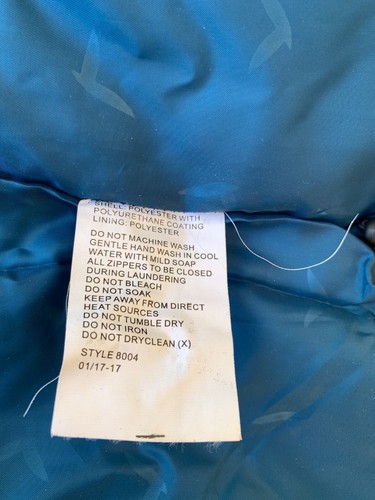 SHELL: POLYESTER WITH
POLYURETHANE COATING
LINING: POLYESTER
DO NOT MACHINE WASH
GENTLE HAND WASH IN COOL
WATER WITH MILD SOAP
ALL ZIPPERS TO BE CLOSED
DURING LAUNDERING
DO NOT BLEACH
DO NOT SOAK
KEEP AWAY FROM DIRECT
HEAT SOURCES
DO NOT TUMBLE DRY
DO NOT IRON
DO NOT DRYCLEAN (X)
STYLE 8004
01/17-17